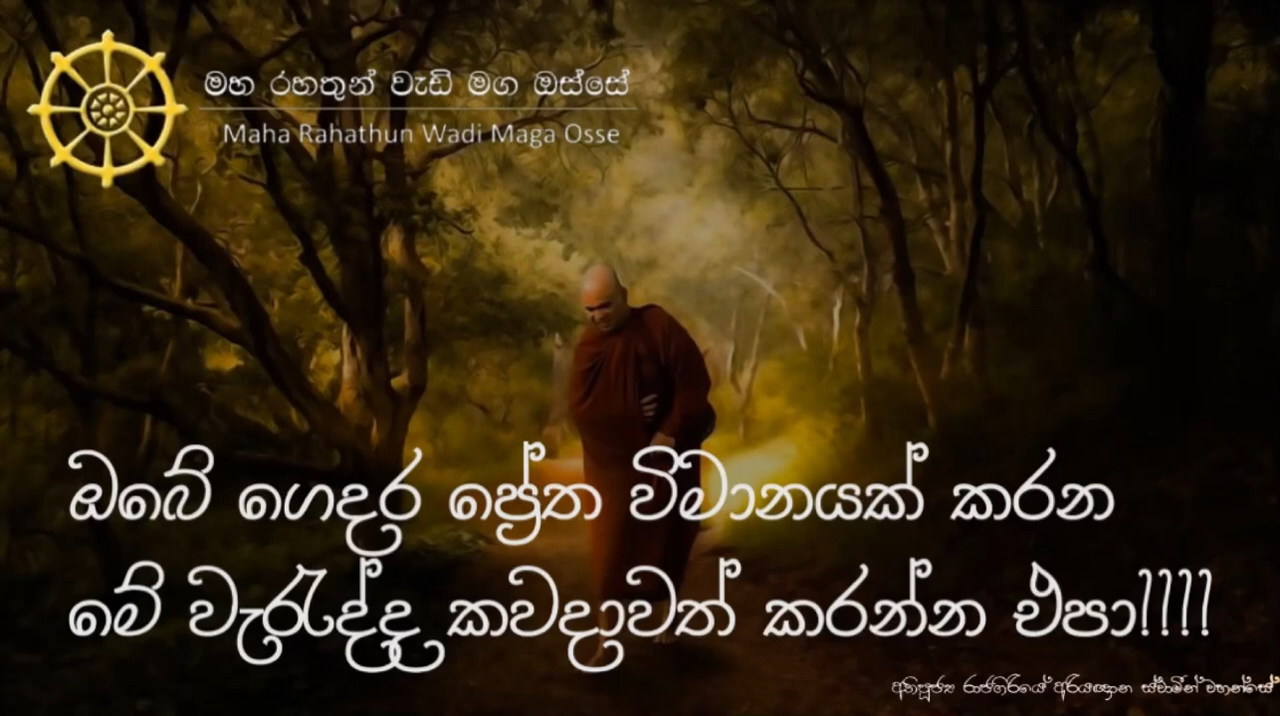 මහ රහතුන් වැඩි මග ඔස්සේ
Maha Rahathun Wadi Maga Osse
ඔබේ ගෙදර ප්‍රේත විමානයක් කරන
මේ වැරැද්ද කවදාවත් කරන්න එපා!!!!
අතිපූජ්‍ය රාජගිරියේ අරියඤාන ස්වාමීන් වහන්සේ